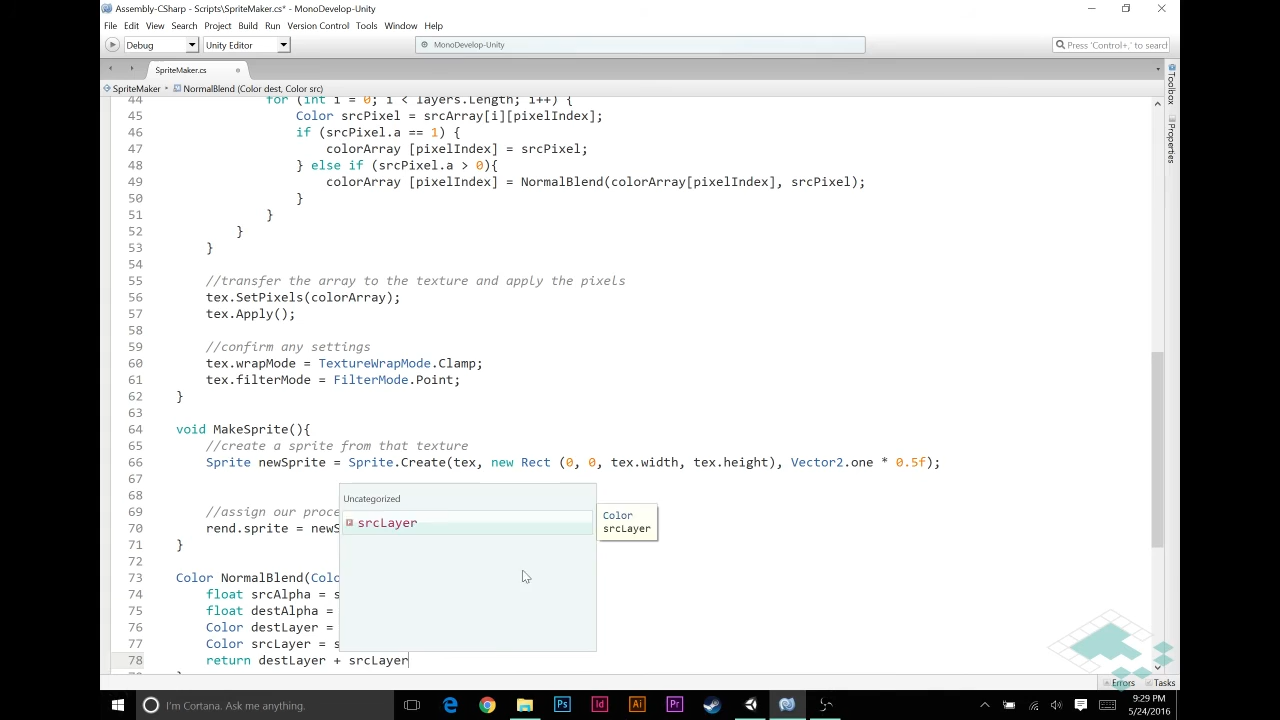 Assembly-CSharp - Scripts\SpriteMaker.cs* - MonoDevelop-Unity
File Edit View Search Project Build Run Version Control Tools Window Help
Debug Unity Editor MonoDevelop-Unity Press 'Control+,' to search
SpriteMaker.cs
SpriteMaker NormalBlend (Color dest, Color src)
Toolbox
Properties
44 for (int i = 0; i < layers.Length; i++) {
45 Color srcPixel = srcArray[i][pixelIndex];
46 if (srcPixel.a == 1) {
47 colorArray [pixelIndex] = srcPixel;
48 } else if (srcPixel.a > 0){
49 colorArray [pixelIndex] = NormalBlend(colorArray[pixelIndex], srcPixel);
50 }
51 }
52 }
53 }
54
55 //transfer the array to the texture and apply the pixels
56 tex.SetPixels(colorArray);
57 tex.Apply();
58
59 //confirm any settings
60 tex.wrapMode = TextureWrapMode.Clamp;
61 tex.filterMode = FilterMode.Point;
62 }
63
64 void MakeSprite(){
65 //create a sprite from that texture
66 Sprite newSprite = Sprite.Create(tex, new Rect (0, 0, tex.width, tex.height), Vector2.one * 0.5f);
67
68
69 //assign our proce
70 rend.sprite = newS
71 }
72
73 Color NormalBlend(Colo
74 float srcAlpha = s
75 float destAlpha =
76 Color destLayer =
77 Color srcLayer = s
78 return destLayer + srcLayer
Uncategorized
srcLayer
Color
srcLayer
Errors Tasks
I'm Cortana. Ask me anything.
9:29 PM
5/24/2016